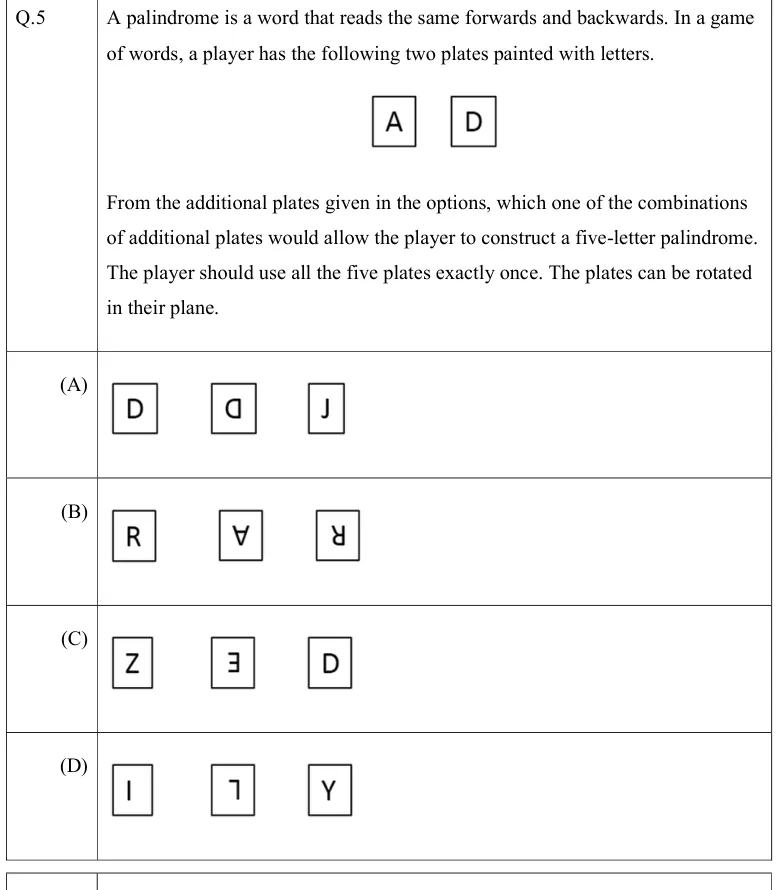 Q.5 A palindrome is a word that reads the same forwards and backwards. In a game
of words, a player has the following two plates painted with letters.
A D
From the additional plates given in the options, which one of the combinations
of additional plates would allow the player to construct a five-letter palindrome.
The player should use all the five plates exactly once. The plates can be rotated
in their plane.
(A) D D J
(B) R A R
(C) Z E D
(D) I L Y